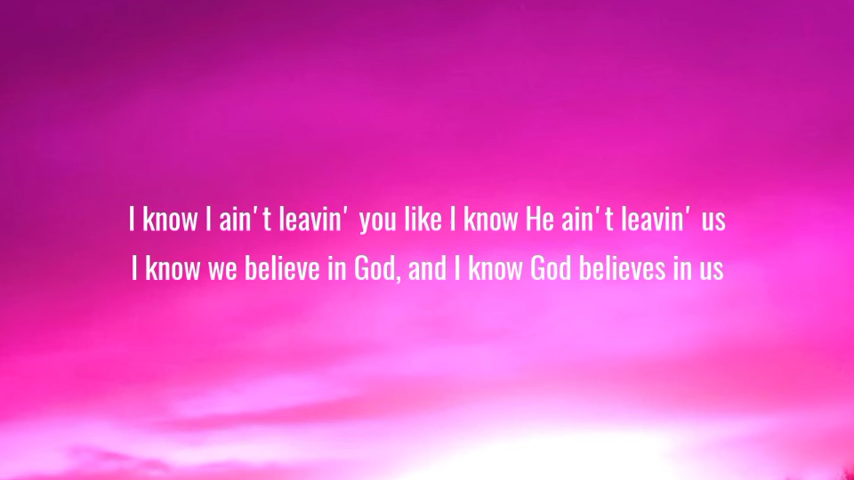 I know I ain't leavin' you like I know He ain't leavin' us
I know we believe in God, and I know God believes in us